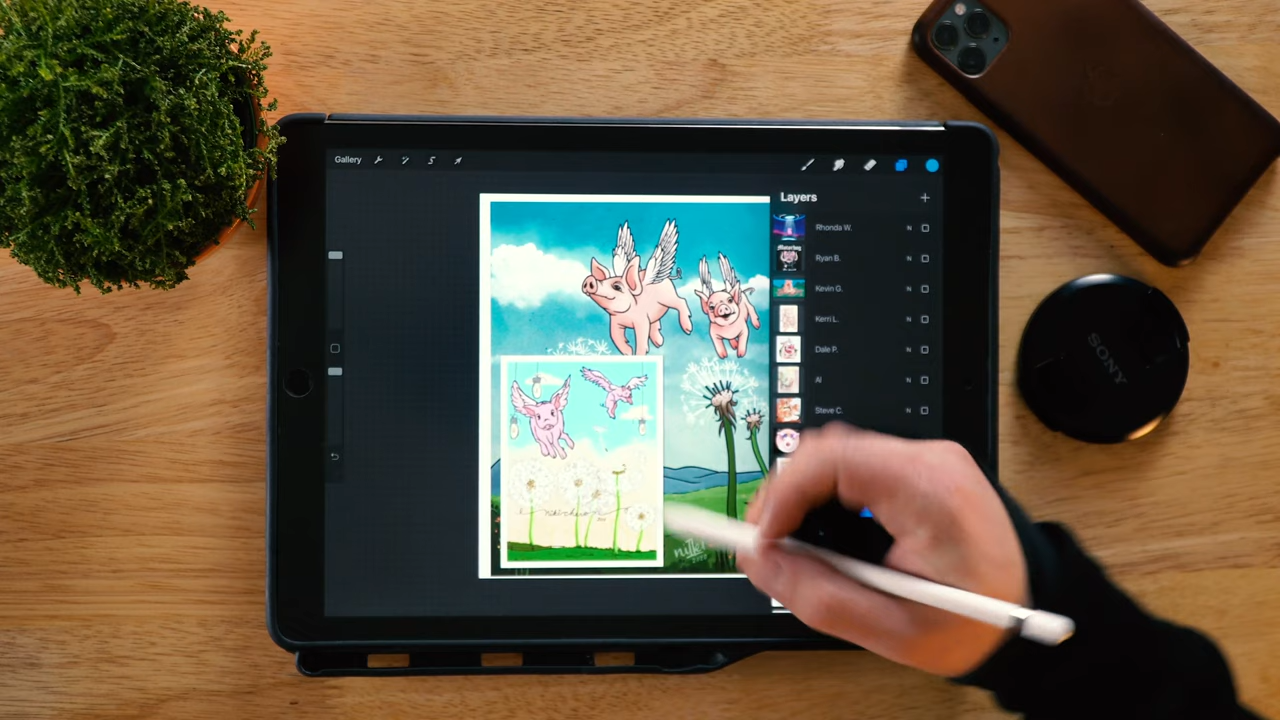 Gallery
Layers
Rhonda W.
N
Ryan B.
N
Kevin G.
N
Kerri L.
N
Dale P.
N
Al
N
Steve C.
N
SONY